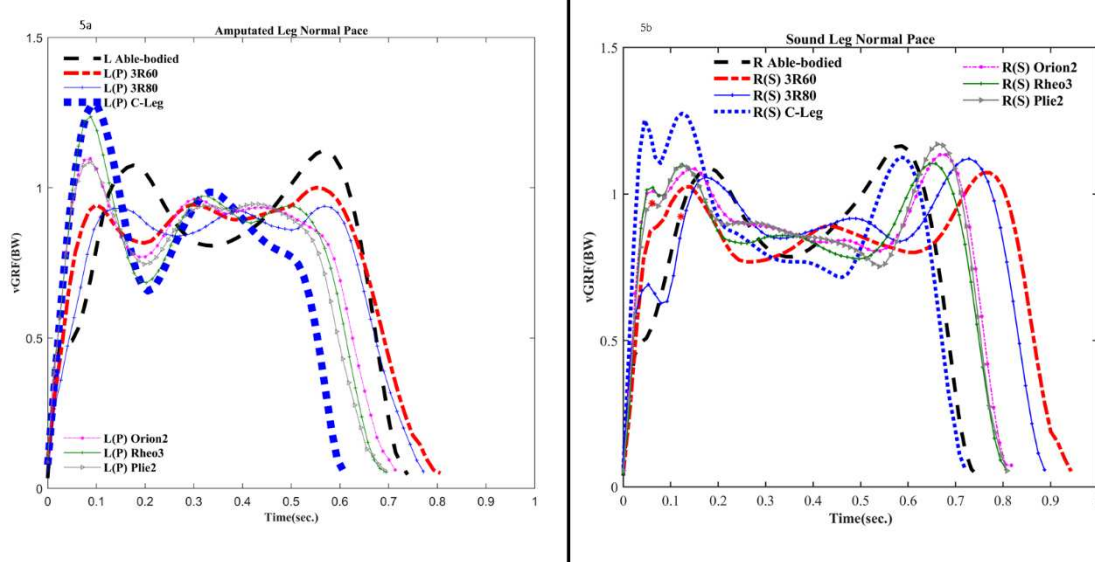 5a
Amputated Leg Normal Pace
1.5
L Able-bodied
L(P) 3R60
L(P) 3R80
L(P) C-Leg
1
vGRF(BW)
0.5
L(P) Orion2
L(P) Rheo3
L(P) Plie2
0
0 0.1 0.2 0.3 0.4 0.5 0.6 0.7 0.8 0.9 1
Time(sec.)
5b
Sound Leg Normal Pace
1.5
R Able-bodied
R(S) 3R60
R(S) 3R80
R(S) C-Leg
R(S) Orion2
R(S) Rheo3
R(S) Plie2
1
vGRF(BW)
0.5
0
0 0.1 0.2 0.3 0.4 0.5 0.6 0.7 0.8 0.9
Time(sec.)